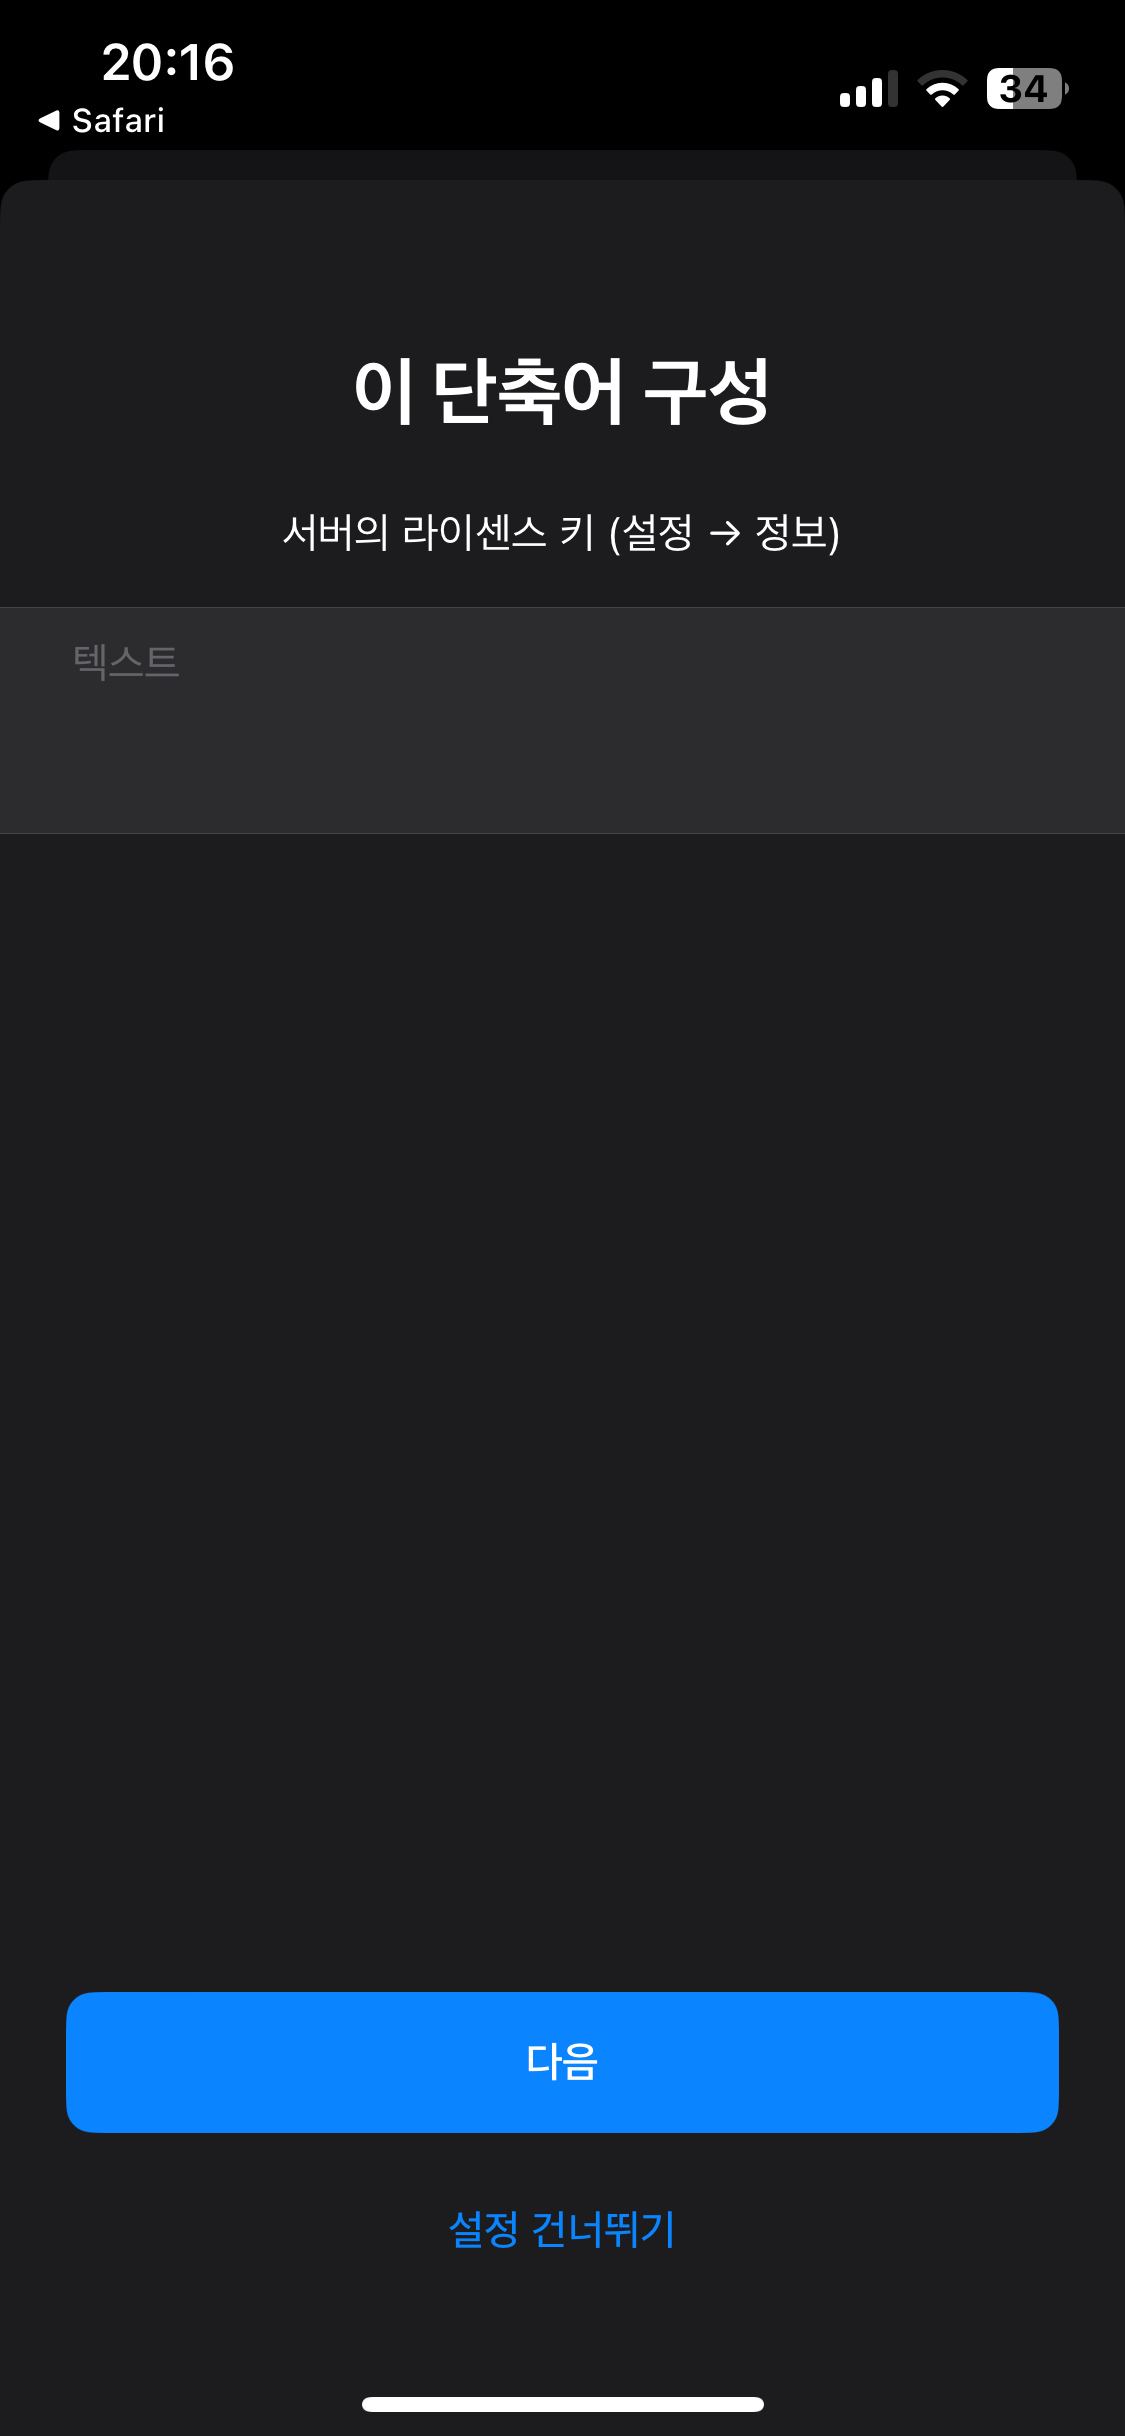 20:16
◀ Safari
34
이 단축어 구성
서버의 라이센스 키 (설정 → 정보)
텍스트
다음
설정 건너뛰기